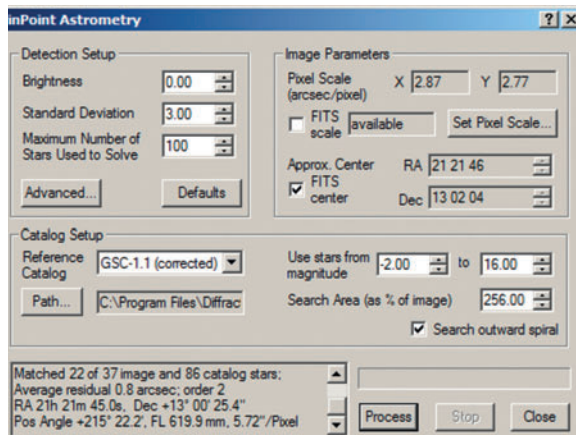 inPoint Astrometry
Detection Setup
Brightness 0.00
Standard Deviation 3.00
Maximum Number of
Stars Used to Solve 100
Advanced... Defaults
Image Parameters
Pixel Scale
(arcsec/pixel) X 2.87 Y 2.77
FITS
scale available Set Pixel Scale...
Approx. Center RA 21 21 46
FITS
center Dec 13 02 04
Catalog Setup
Reference
Catalog GSC-1.1 (corrected)
Path... C:\Program Files\Diffrac
Use stars from
magnitude -2.00 to 16.00
Search Area (as % of image) 256.00
Search outward spiral
Matched 22 of 37 image and 86 catalog stars;
Average residual 0.8 arcsec; order 2
RA 21h 21m 45.0s, Dec +13° 00' 25.4"
Pos Angle +215° 22.2', FL 619.9 mm, 5.72"/Pixel
Process Stop Close